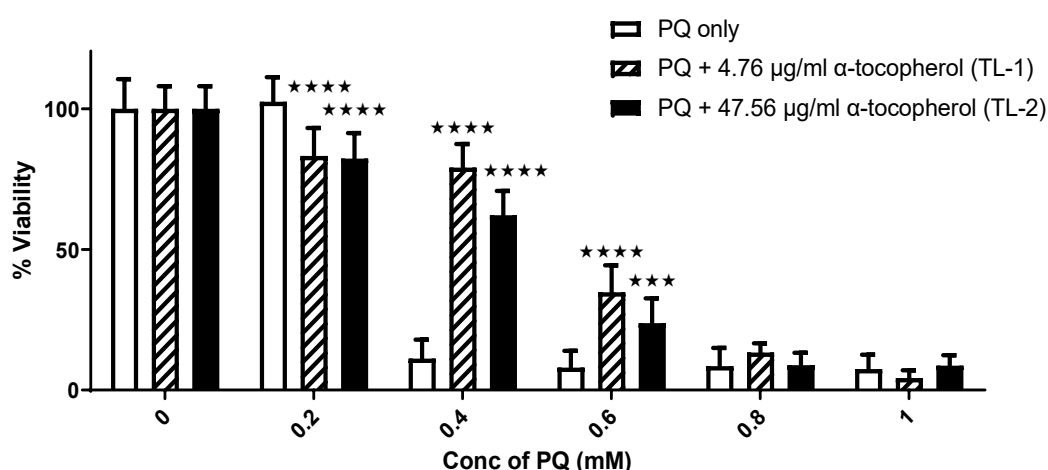 PQ only
PQ + 4.76 µg/ml α-tocopherol (TL-1)
PQ + 47.56 µg/ml α-tocopherol (TL-2)
★★★★
★★★★
★★★★
★★★★
★★★★
★★★
100
50
0
% Viability
0 0.2 0.4 0.6 0.8 1
Conc of PQ (mM)